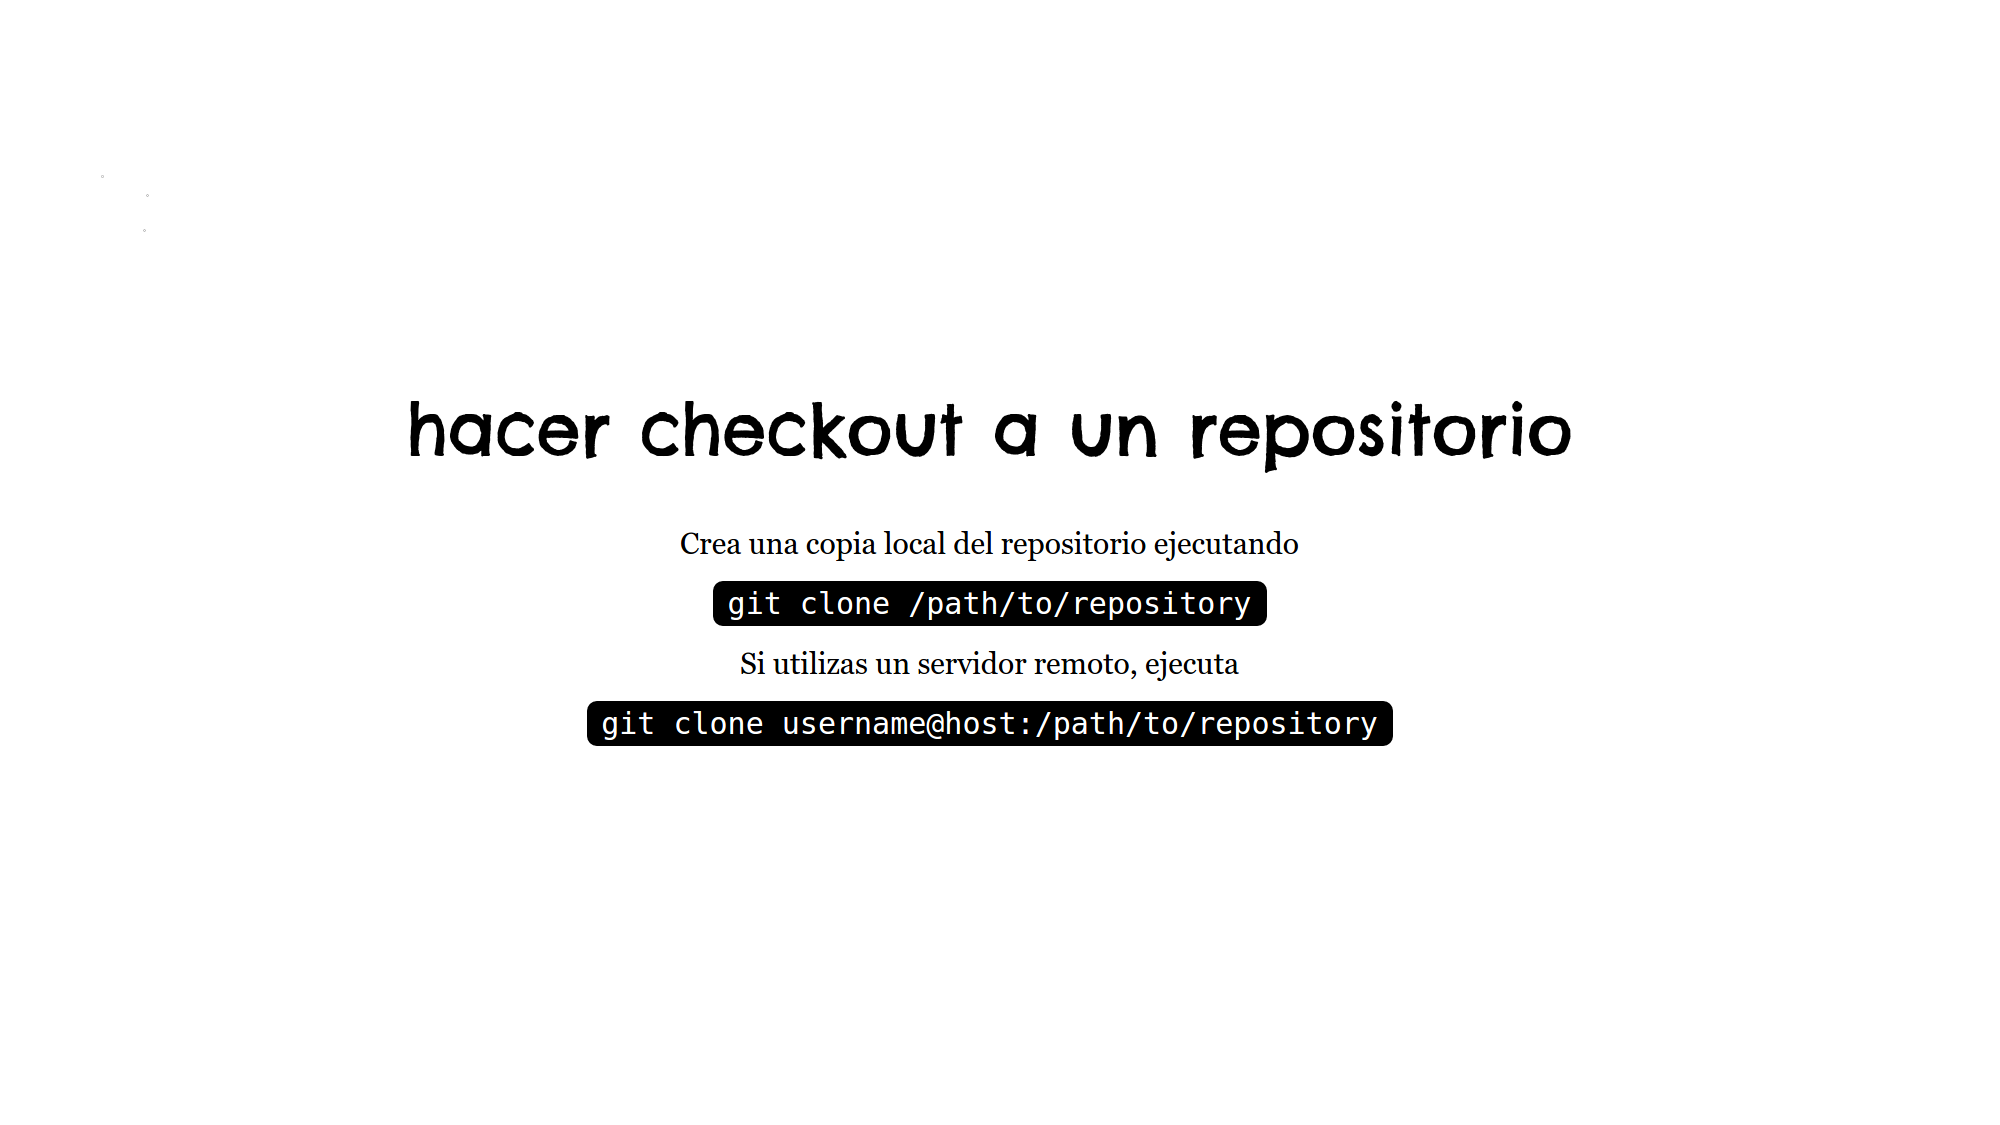 hacer checkout a un repositorio
Crea una copia local del repositorio ejecutando
git clone /path/to/repository
Si utilizas un servidor remoto, ejecuta
git clone username@host:/path/to/repository